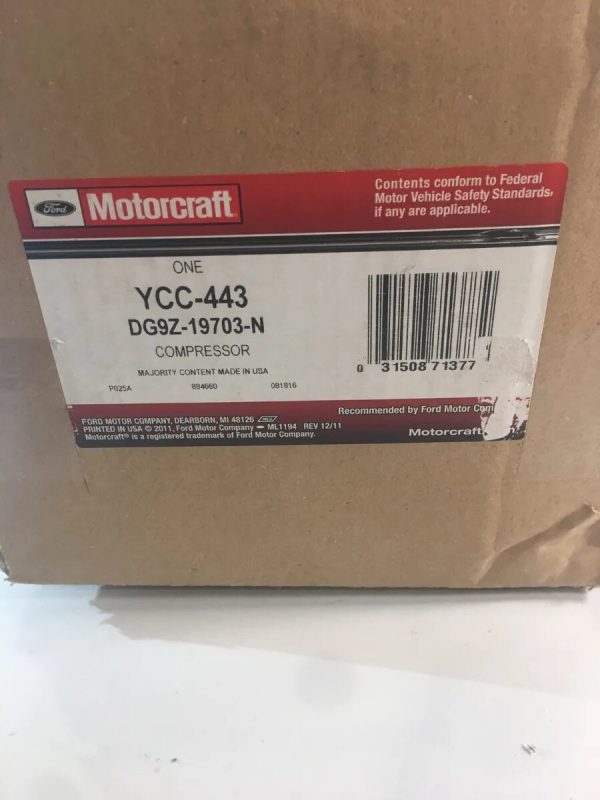 Ford
Motorcraft
Contents conform to Federal
Motor Vehicle Safety Standards,
if any are applicable.
ONE
YCC-443
DG9Z-19703-N
COMPRESSOR
MAJORITY CONTENT MADE IN USA
P025A 884660 081816
0 31508 71377
FORD MOTOR COMPANY, DEARBORN, MI 48126
PRINTED IN USA © 2011, Ford Motor Company ML1194 REV 12/11
Motorcraft® is a registered trademark of Ford Motor Company.
Recommended by Ford Motor Com
Motorcraft